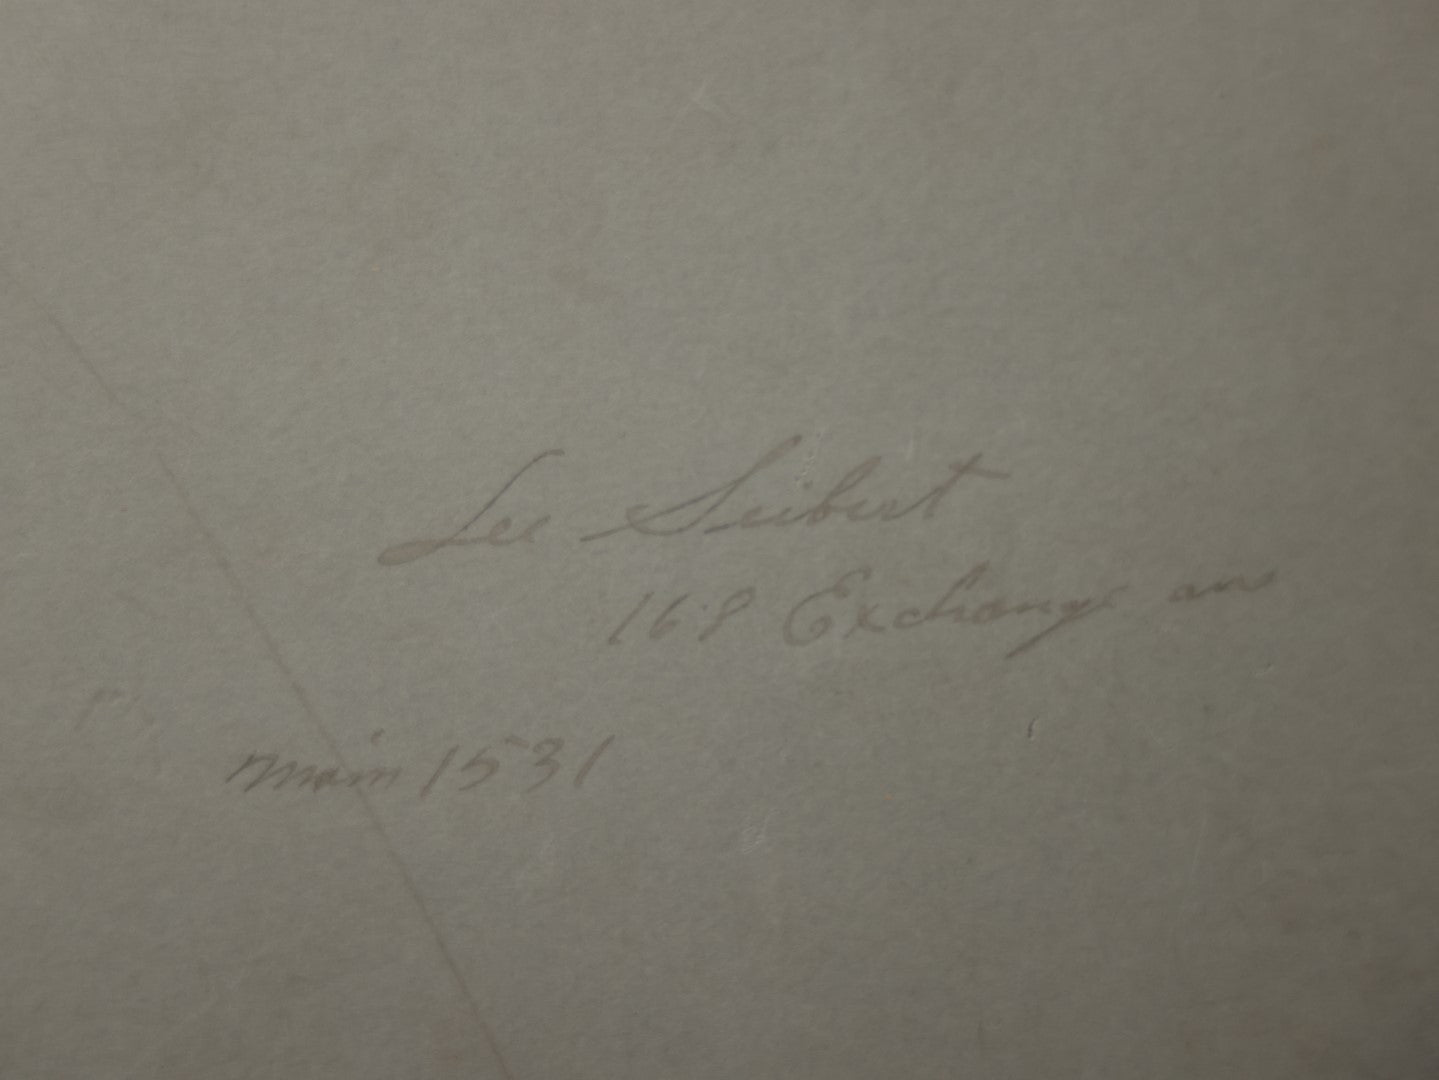 Lee Seibert
168 Exchange ave
Main 1531